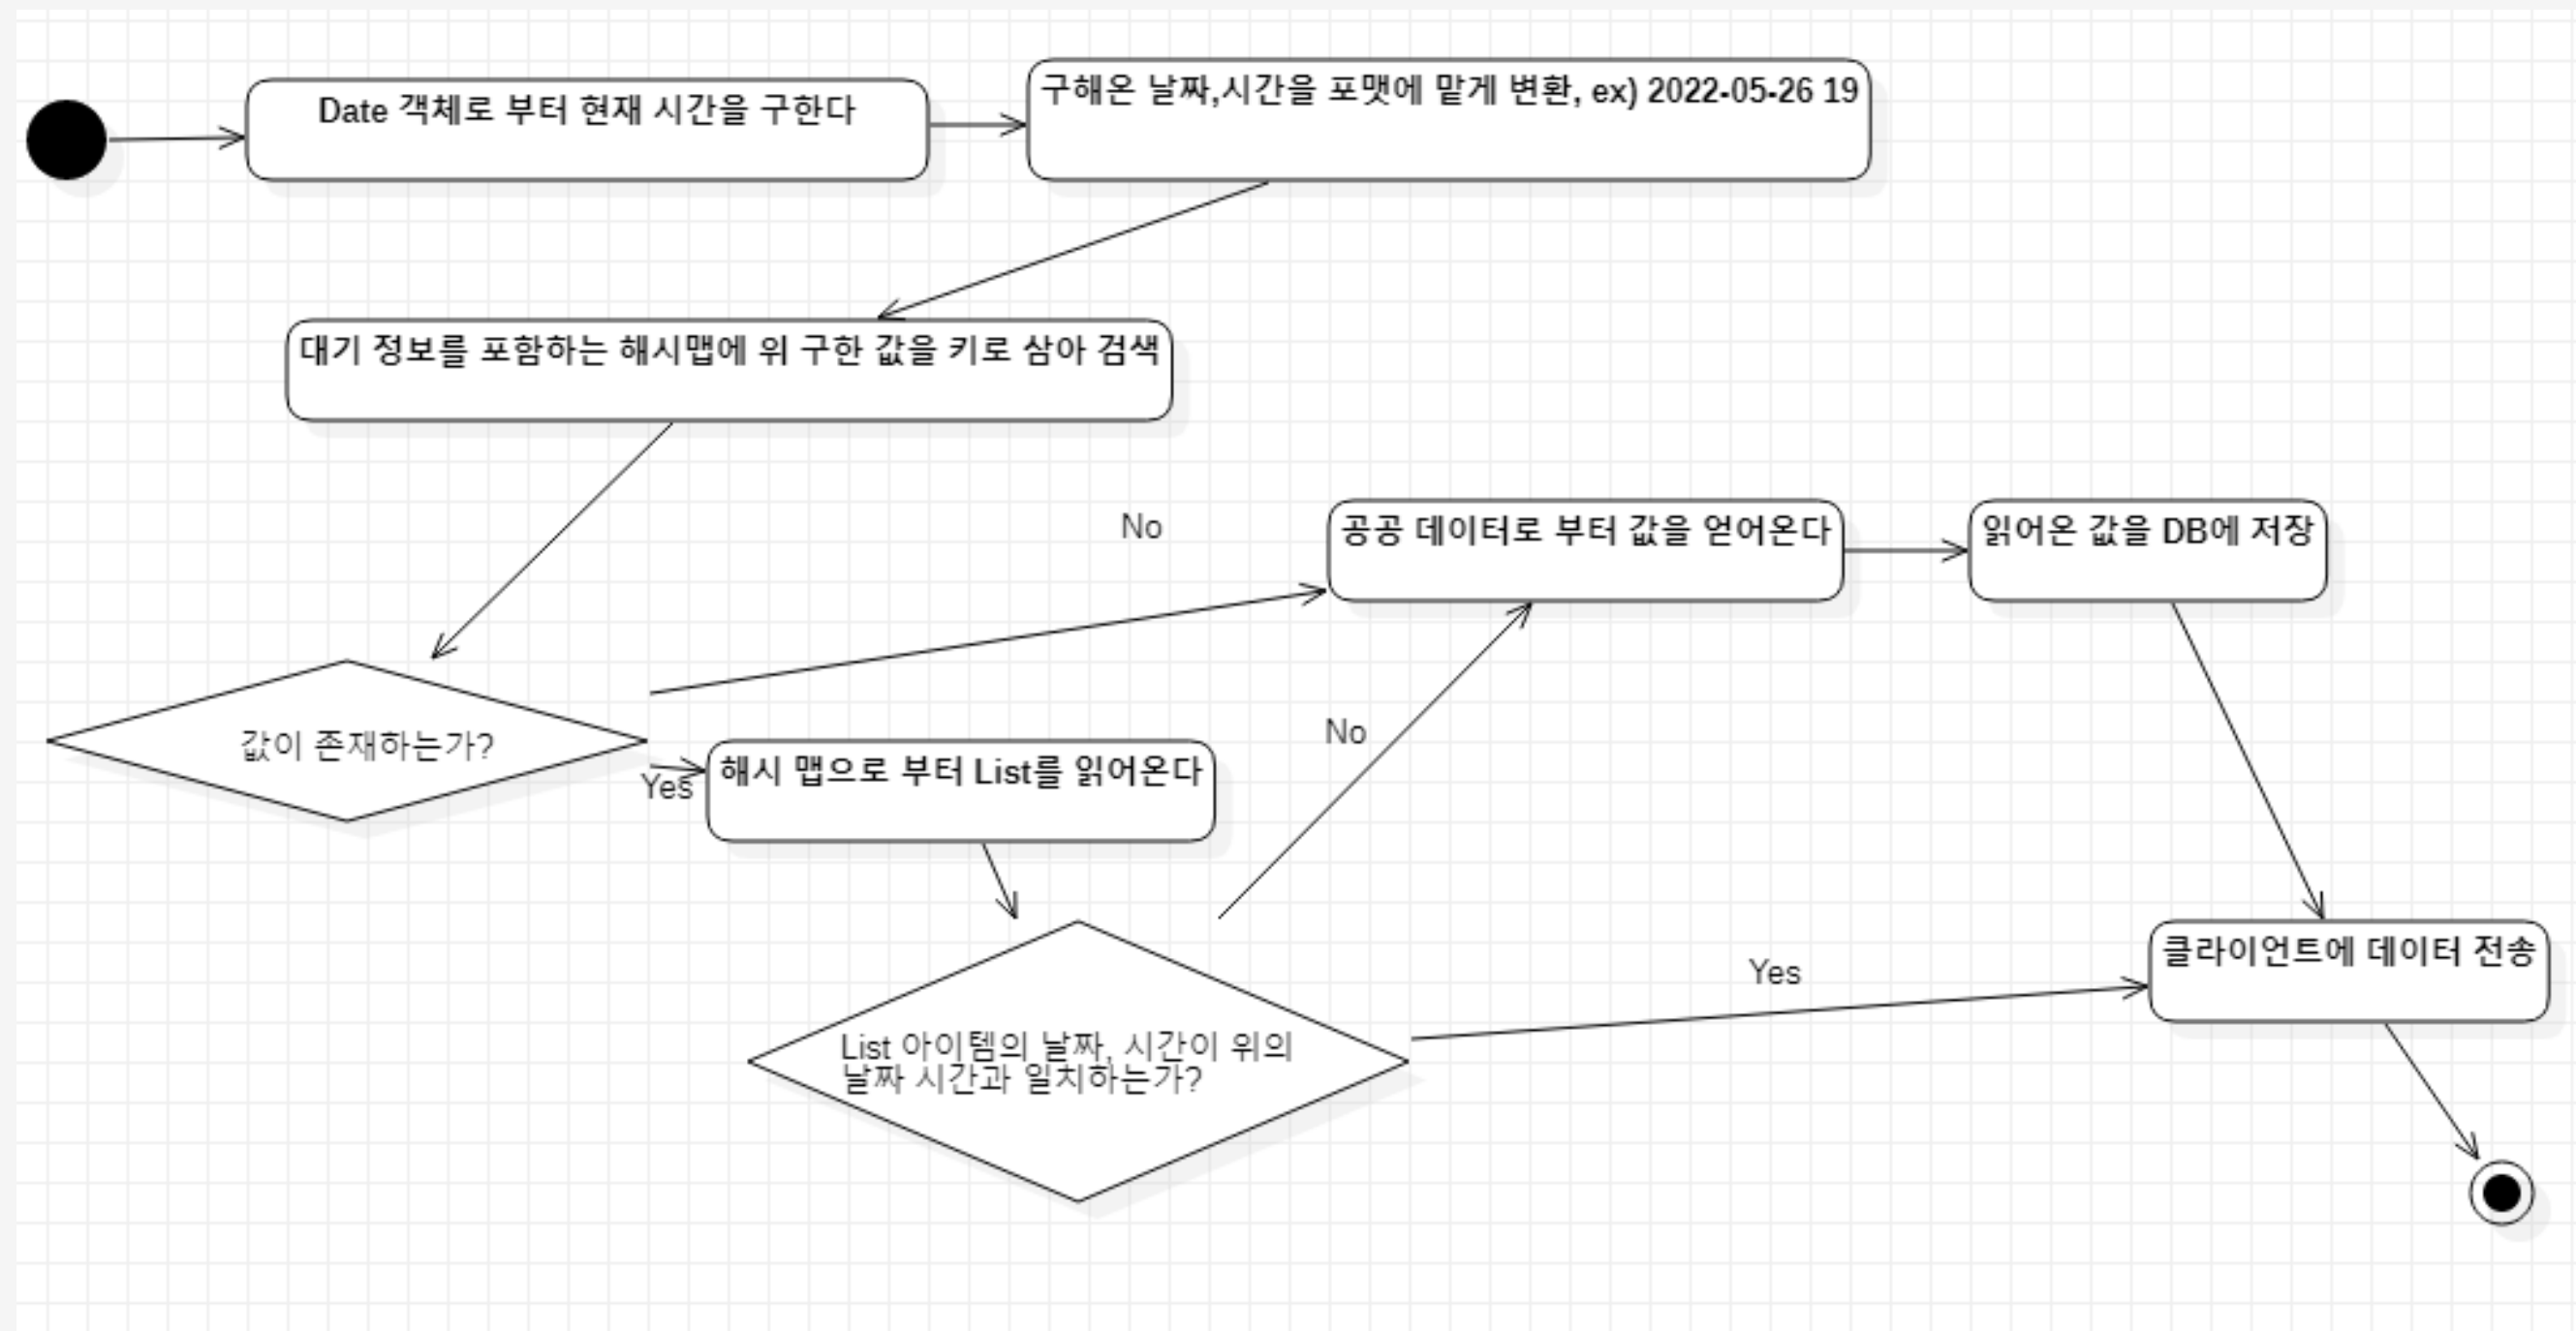 Date 객체로 부터 현재 시간을 구한다
구해온 날짜,시간을 포맷에 맡게 변환, ex) 2022-05-26 19
대기 정보를 포함하는 해시맵에 위 구한 값을 키로 삼아 검색
No
공공 데이터로 부터 값을 얻어온다
읽어온 값을 DB에 저장
값이 존재하는가?
Yes
해시 맵으로 부터 List를 읽어온다
No
List 아이템의 날짜, 시간이 위의
날짜 시간과 일치하는가?
Yes
클라이언트에 데이터 전송